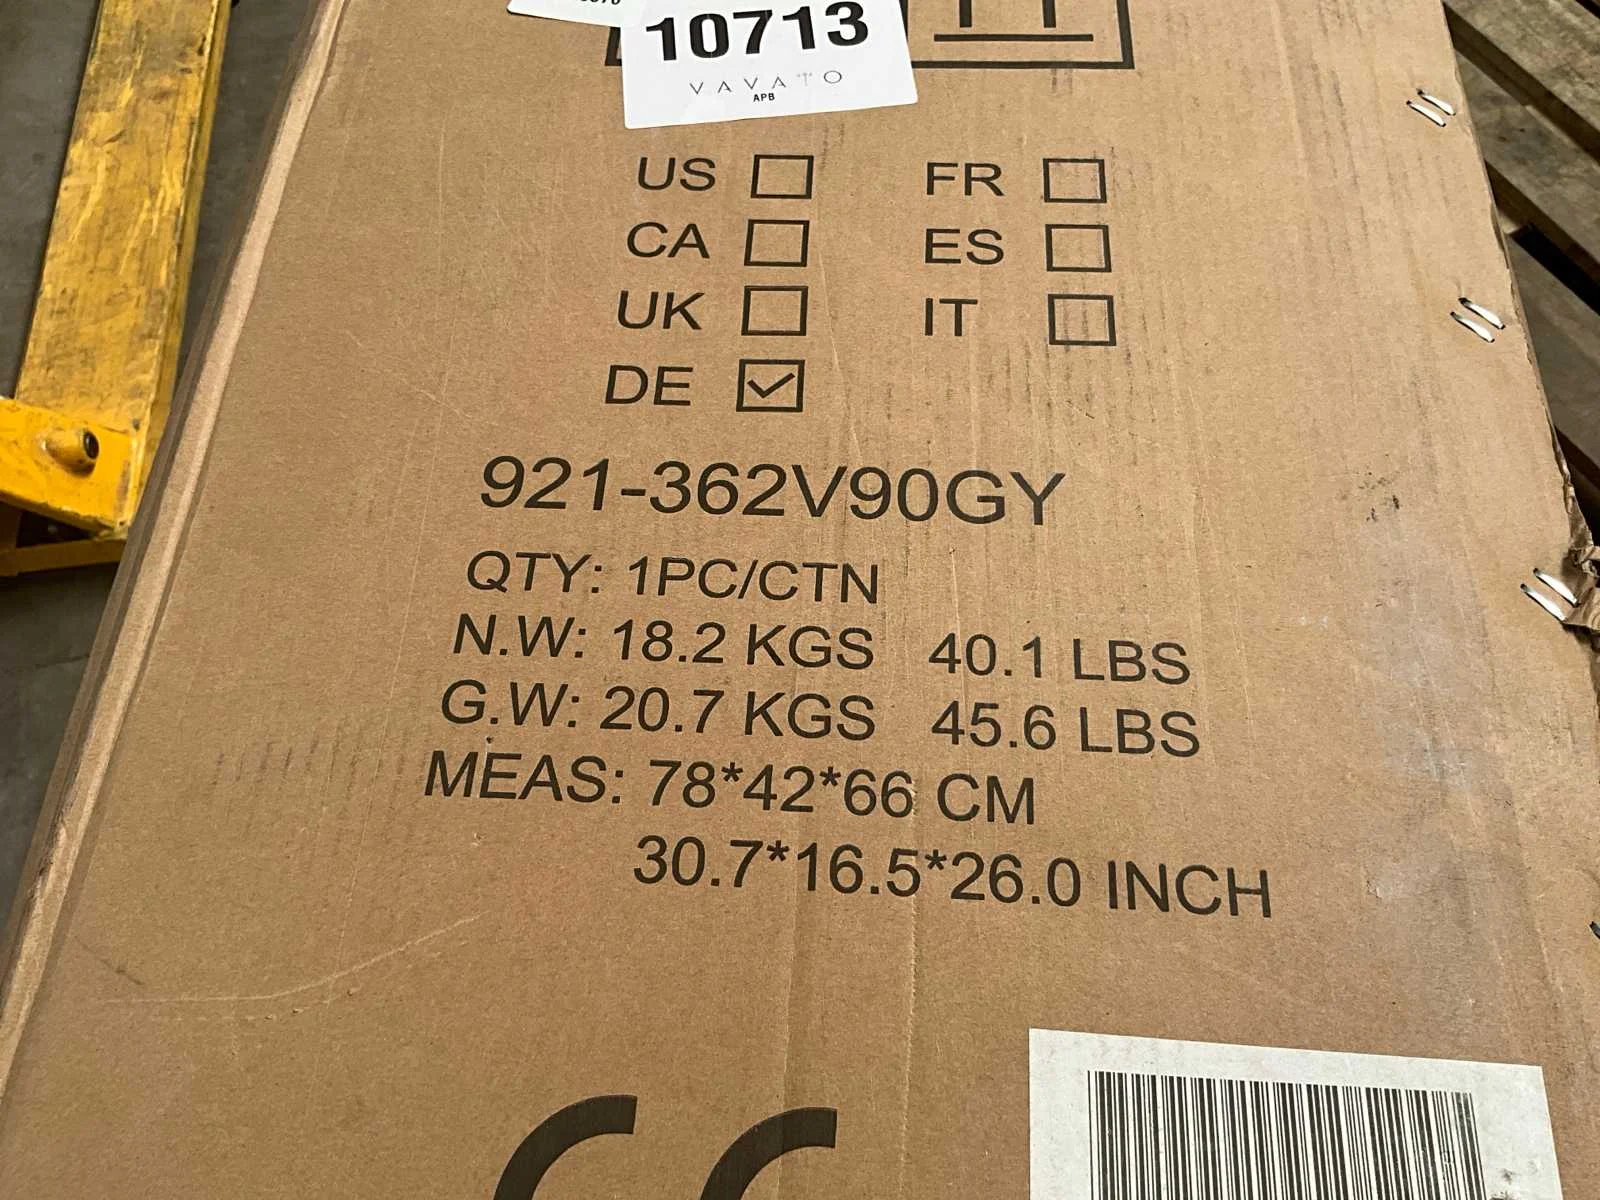 10713
VAVATO
APB
US FR
CA ES
UK IT
DE
921-362V90GY
QTY: 1PC/CTN
N.W: 18.2 KGS 40.1 LBS
G.W: 20.7 KGS 45.6 LBS
MEAS: 78*42*66 CM
30.7*16.5*26.0 INCH
CE